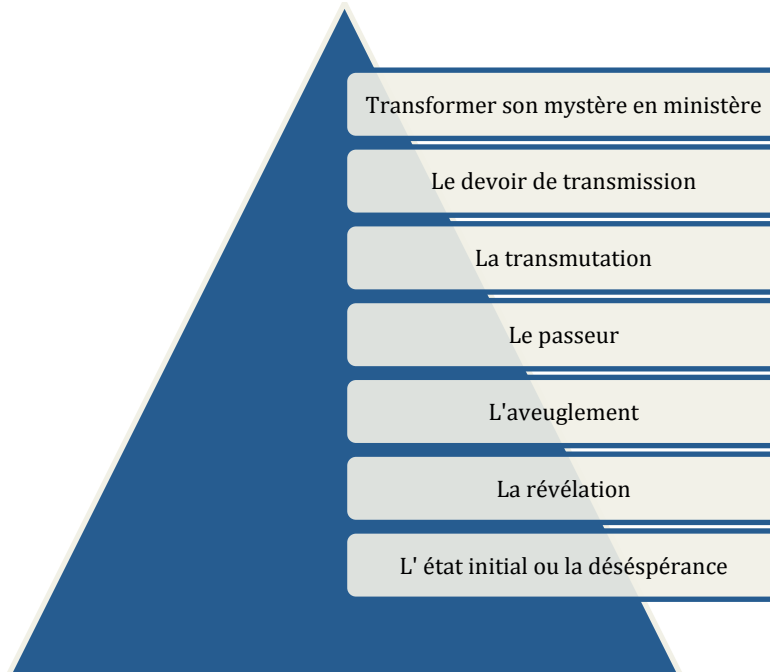 Transformer son mystère en ministère
Le devoir de transmission
La transmutation
Le passeur
L'aveuglement
La révélation
L' état initial ou la déséspérance